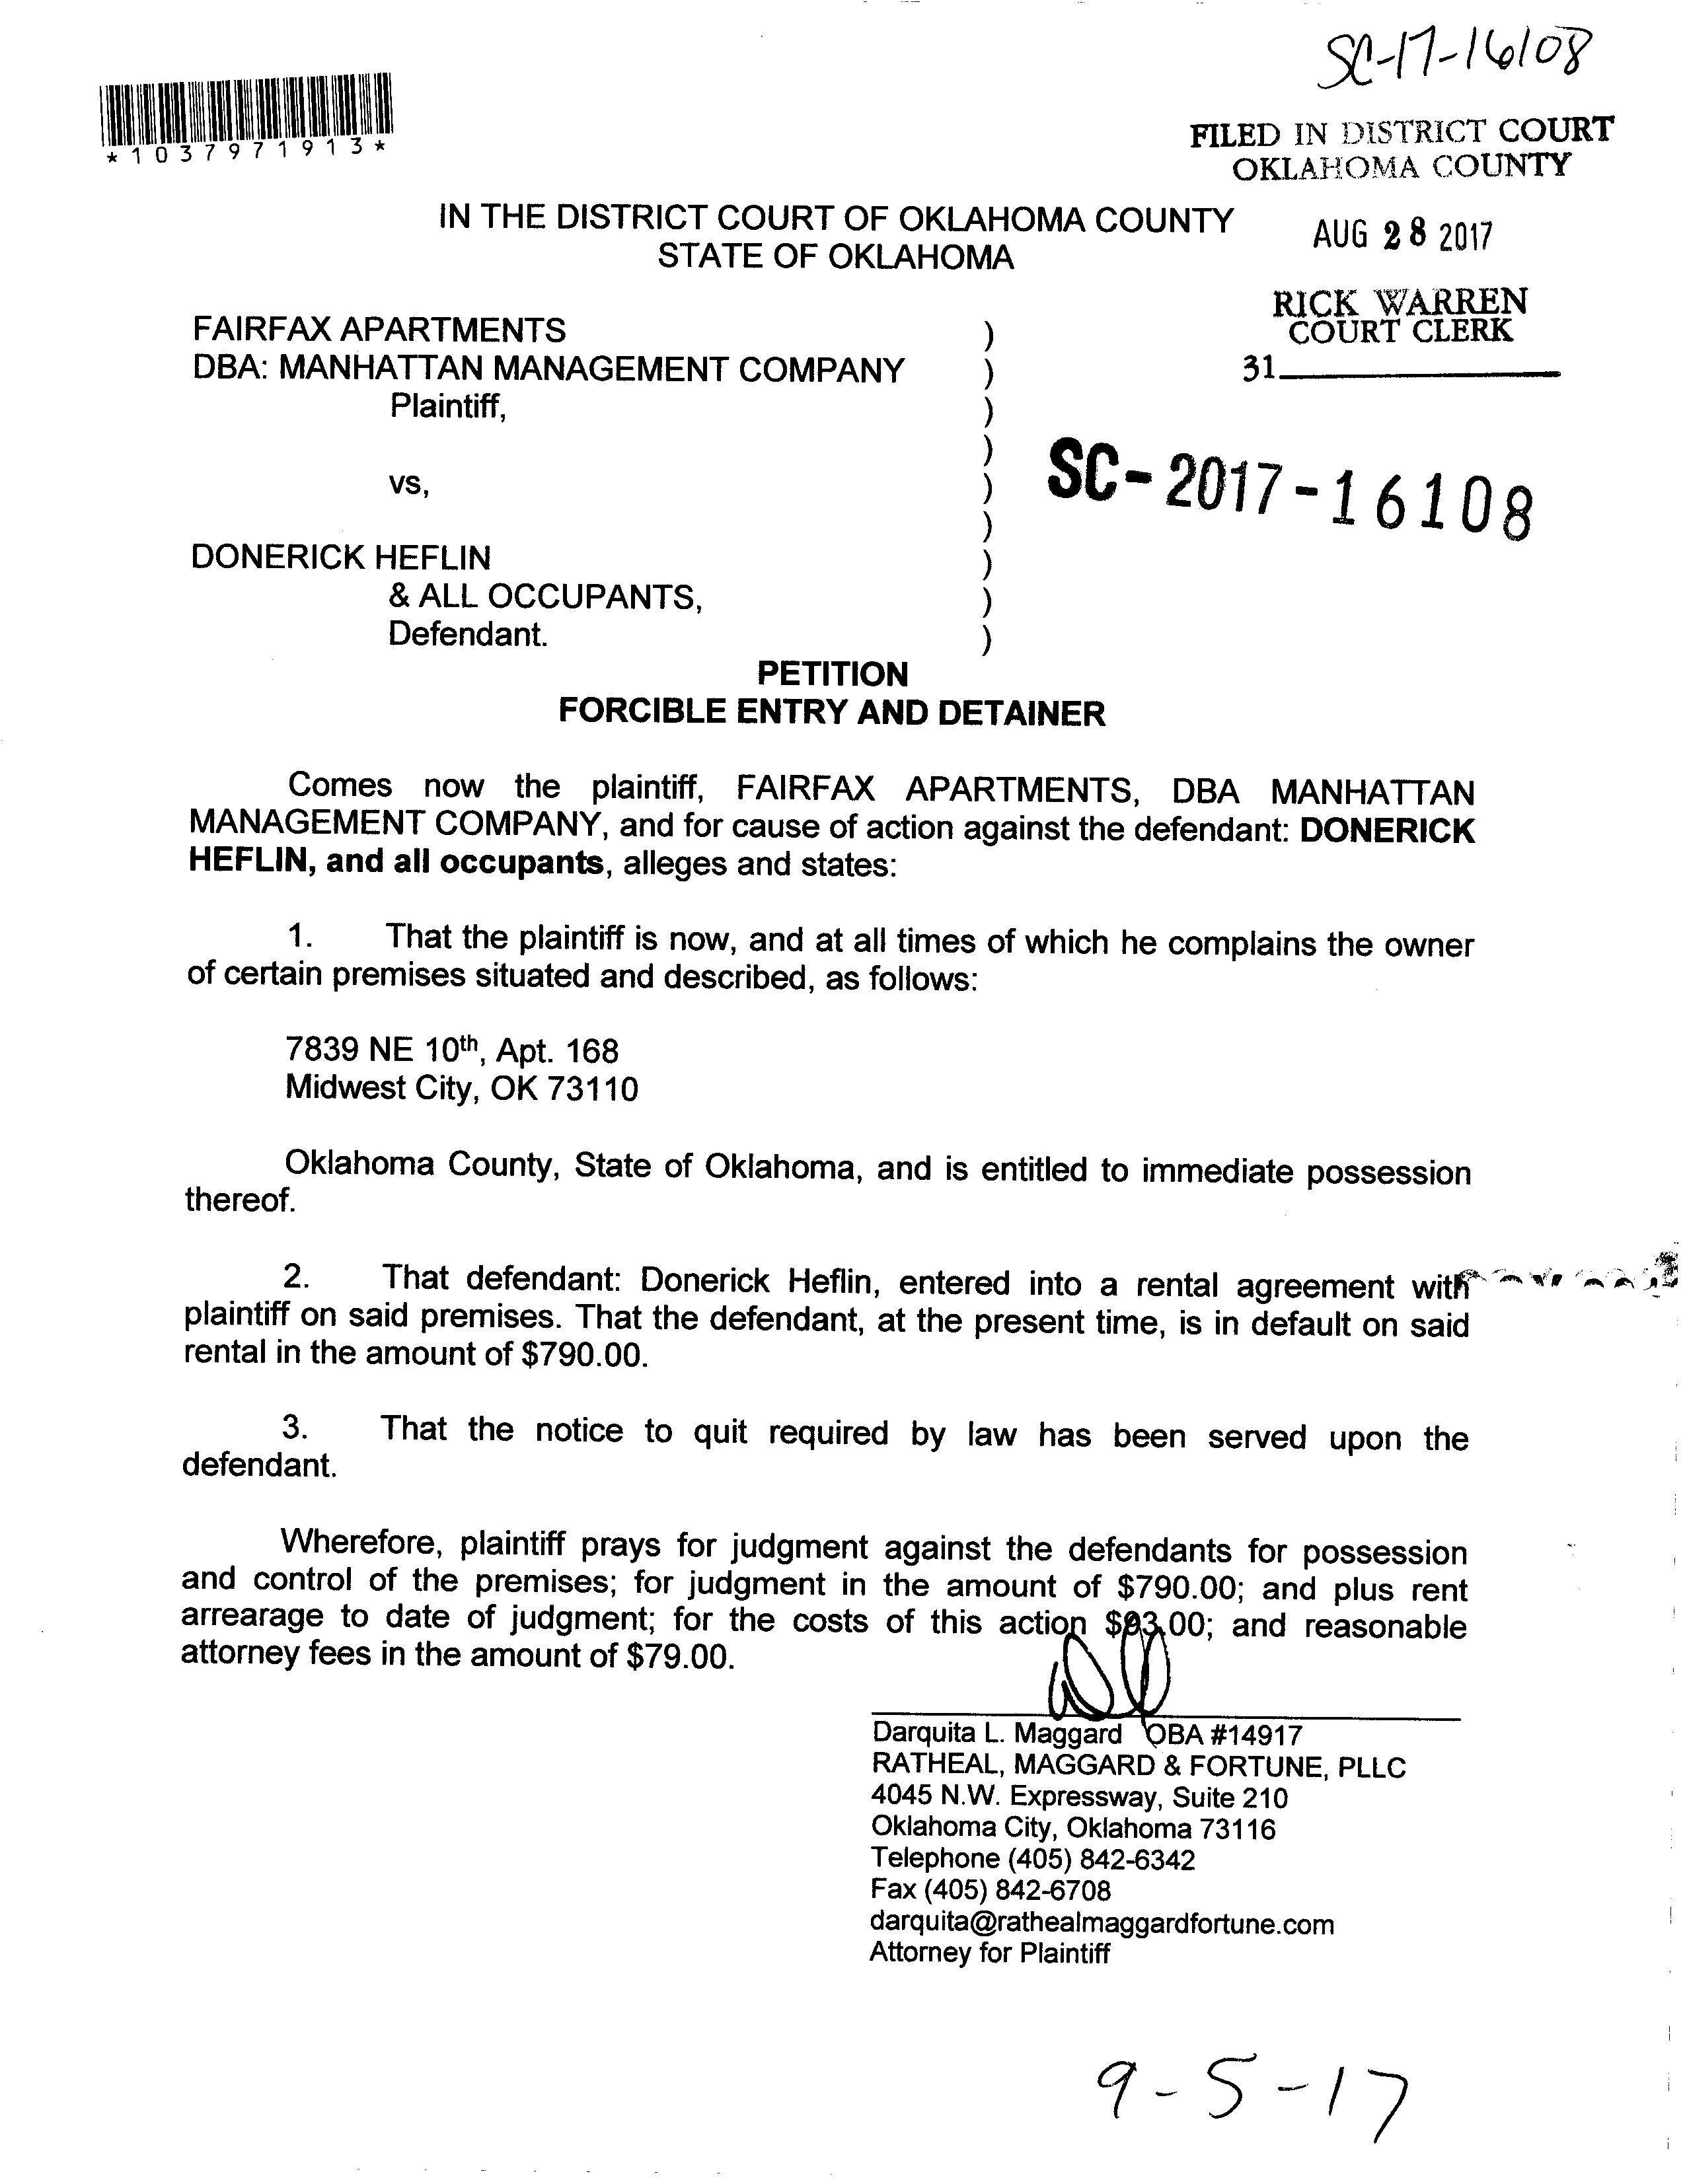 SC-17-16108
*1037971913*
FILED IN DISTRICT COURT
OKLAHOMA COUNTY
IN THE DISTRICT COURT OF OKLAHOMA COUNTY
STATE OF OKLAHOMA
AUG 28 2017
RICK WARREN
COURT CLERK
31
FAIRFAX APARTMENTS )
DBA: MANHATTAN MANAGEMENT COMPANY )
Plaintiff, )
)
vs, )
)
SC-2017-16108
DONERICK HEFLIN )
& ALL OCCUPANTS, )
Defendant. )
PETITION
FORCIBLE ENTRY AND DETAINER
Comes now the plaintiff, FAIRFAX APARTMENTS, DBA MANHATTAN
MANAGEMENT COMPANY, and for cause of action against the defendant: DONERICK
HEFLIN, and all occupants, alleges and states:
1. That the plaintiff is now, and at all times of which he complains the owner
of certain premises situated and described, as follows:
7839 NE 10th, Apt. 168
Midwest City, OK 73110
Oklahoma County, State of Oklahoma, and is entitled to immediate possession
thereof.
2. That defendant: Donerick Heflin, entered into a rental agreement with
plaintiff on said premises. That the defendant, at the present time, is in default on said
rental in the amount of $790.00.
3. That the notice to quit required by law has been served upon the
defendant.
Wherefore, plaintiff prays for judgment against the defendants for possession
and control of the premises; for judgment in the amount of $790.00; and plus rent
arrearage to date of judgment; for the costs of this action and reasonable
attorney fees in the amount of $79.00.
Darquita L. Maggard OBA #14917
RATHEAL, MAGGARD & FORTUNE, PLLC
4045 N.W. Expressway, Suite 210
Oklahoma City, Oklahoma 73116
Telephone (405) 842-6342
Fax (405) 842-6708
darquita@rathealmaggardfortune.com
Attorney for Plaintiff
9-5-17